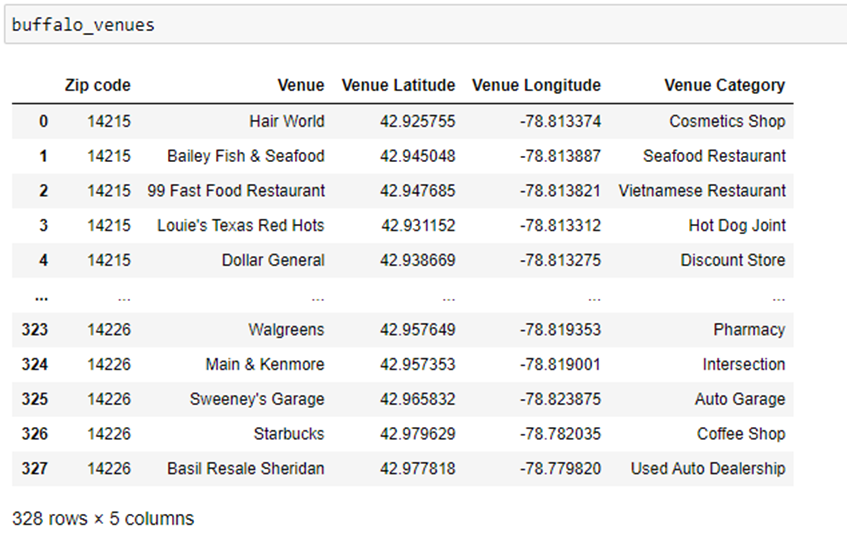 buffalo_venues
Zip code Venue Venue Latitude Venue Longitude Venue Category
0 14215 Hair World 42.925755 -78.813374 Cosmetics Shop
1 14215 Bailey Fish & Seafood 42.945048 -78.813887 Seafood Restaurant
2 14215 99 Fast Food Restaurant 42.947685 -78.813821 Vietnamese Restaurant
3 14215 Louie's Texas Red Hots 42.931152 -78.813312 Hot Dog Joint
4 14215 Dollar General 42.938669 -78.813275 Discount Store
... ... ... ... ... ...
323 14226 Walgreens 42.957649 -78.819353 Pharmacy
324 14226 Main & Kenmore 42.957353 -78.819001 Intersection
325 14226 Sweeney's Garage 42.965832 -78.823875 Auto Garage
326 14226 Starbucks 42.979629 -78.782035 Coffee Shop
327 14226 Basil Resale Sheridan 42.977818 -78.779820 Used Auto Dealership
328 rows × 5 columns